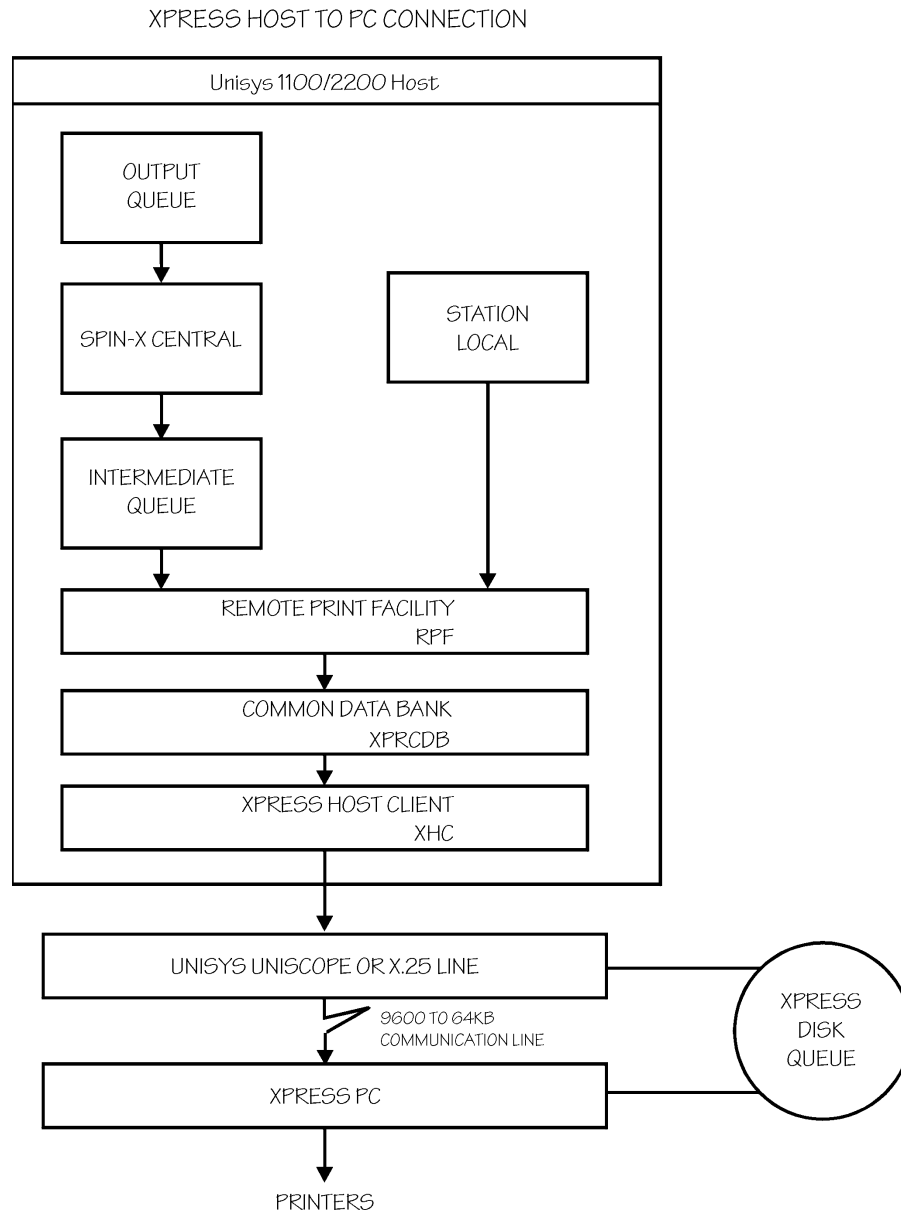 XPRESS HOST TO PC CONNECTION
Unisys 1100/2200 Host
OUTPUT
QUEUE
SPIN-X CENTRAL
STATION
LOCAL
INTERMEDIATE
QUEUE
REMOTE PRINT FACILITY
RPF
COMMON DATA BANK
XPRCDB
XPRESS HOST CLIENT
XHC
UNISYS UNISCOPE OR X.25 LINE
9600 TO 64KB
COMMUNICATION LINE
XPRESS
DISK
QUEUE
XPRESS PC
PRINTERS